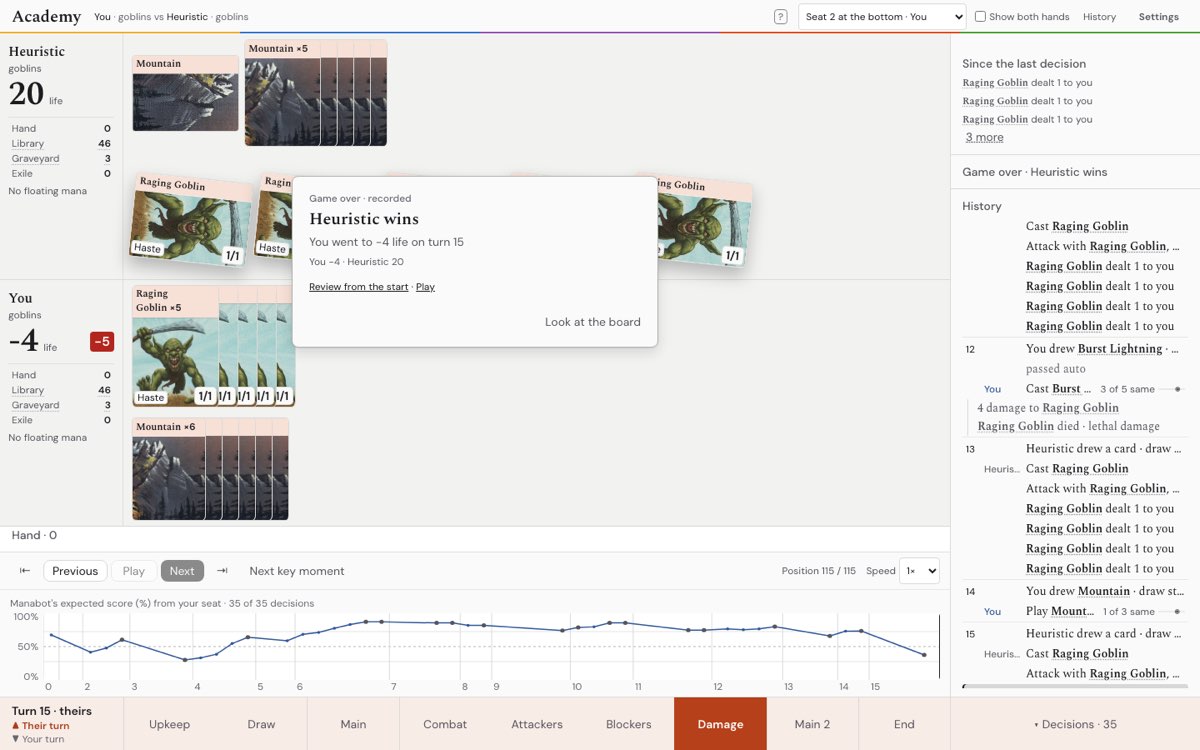 Academy You · goblins vs Heuristic · goblins ? Seat 2 at the bottom · You Show both hands History Settings
Heuristic
goblins
20 life
Hand 0
Library 46
Graveyard 3
Exile 0
No floating mana
Mountain
Mountain ×5
Raging Goblin
Haste
1/1
Raging
Haste
ing Goblin
1/1
Game over · recorded
Heuristic wins
You went to -4 life on turn 15
You -4 · Heuristic 20
Review from the start · Play
Look at the board
You
goblins
-4 life -5
Hand 0
Library 46
Graveyard 3
Exile 0
No floating mana
Raging
Goblin ×5
Haste 1/1 1/1 1/1 1/1 1/1
Mountain ×6
Hand · 0
Previous Play Next Next key moment Position 115 / 115 Speed 1×
Manabot's expected score (%) from your seat · 35 of 35 decisions
100%
50%
0%
0 2 3 4 5 6 7 8 9 10 11 12 13 14 15
Since the last decision
Raging Goblin dealt 1 to you
Raging Goblin dealt 1 to you
Raging Goblin dealt 1 to you
3 more
Game over · Heuristic wins
History
Cast Raging Goblin
Attack with Raging Goblin, ...
Raging Goblin dealt 1 to you
Raging Goblin dealt 1 to you
Raging Goblin dealt 1 to you
Raging Goblin dealt 1 to you
12 You drew Burst Lightning · ...
passed auto
You Cast Burst ... 3 of 5 same
4 damage to Raging Goblin
Raging Goblin died · lethal damage
13 Heuristic drew a card · draw ...
Heuris... Cast Raging Goblin
Attack with Raging Goblin, ...
Raging Goblin dealt 1 to you
Raging Goblin dealt 1 to you
Raging Goblin dealt 1 to you
Raging Goblin dealt 1 to you
14 You drew Mountain · draw st...
You Play Mount... 1 of 3 same
15 Heuristic drew a card · draw ...
Heuris... Cast Raging Goblin
Attack with Raging Goblin, ...
Turn 15 · theirs
Their turn
Your turn
Upkeep Draw Main Combat Attackers Blockers Damage Main 2 End
Decisions · 35